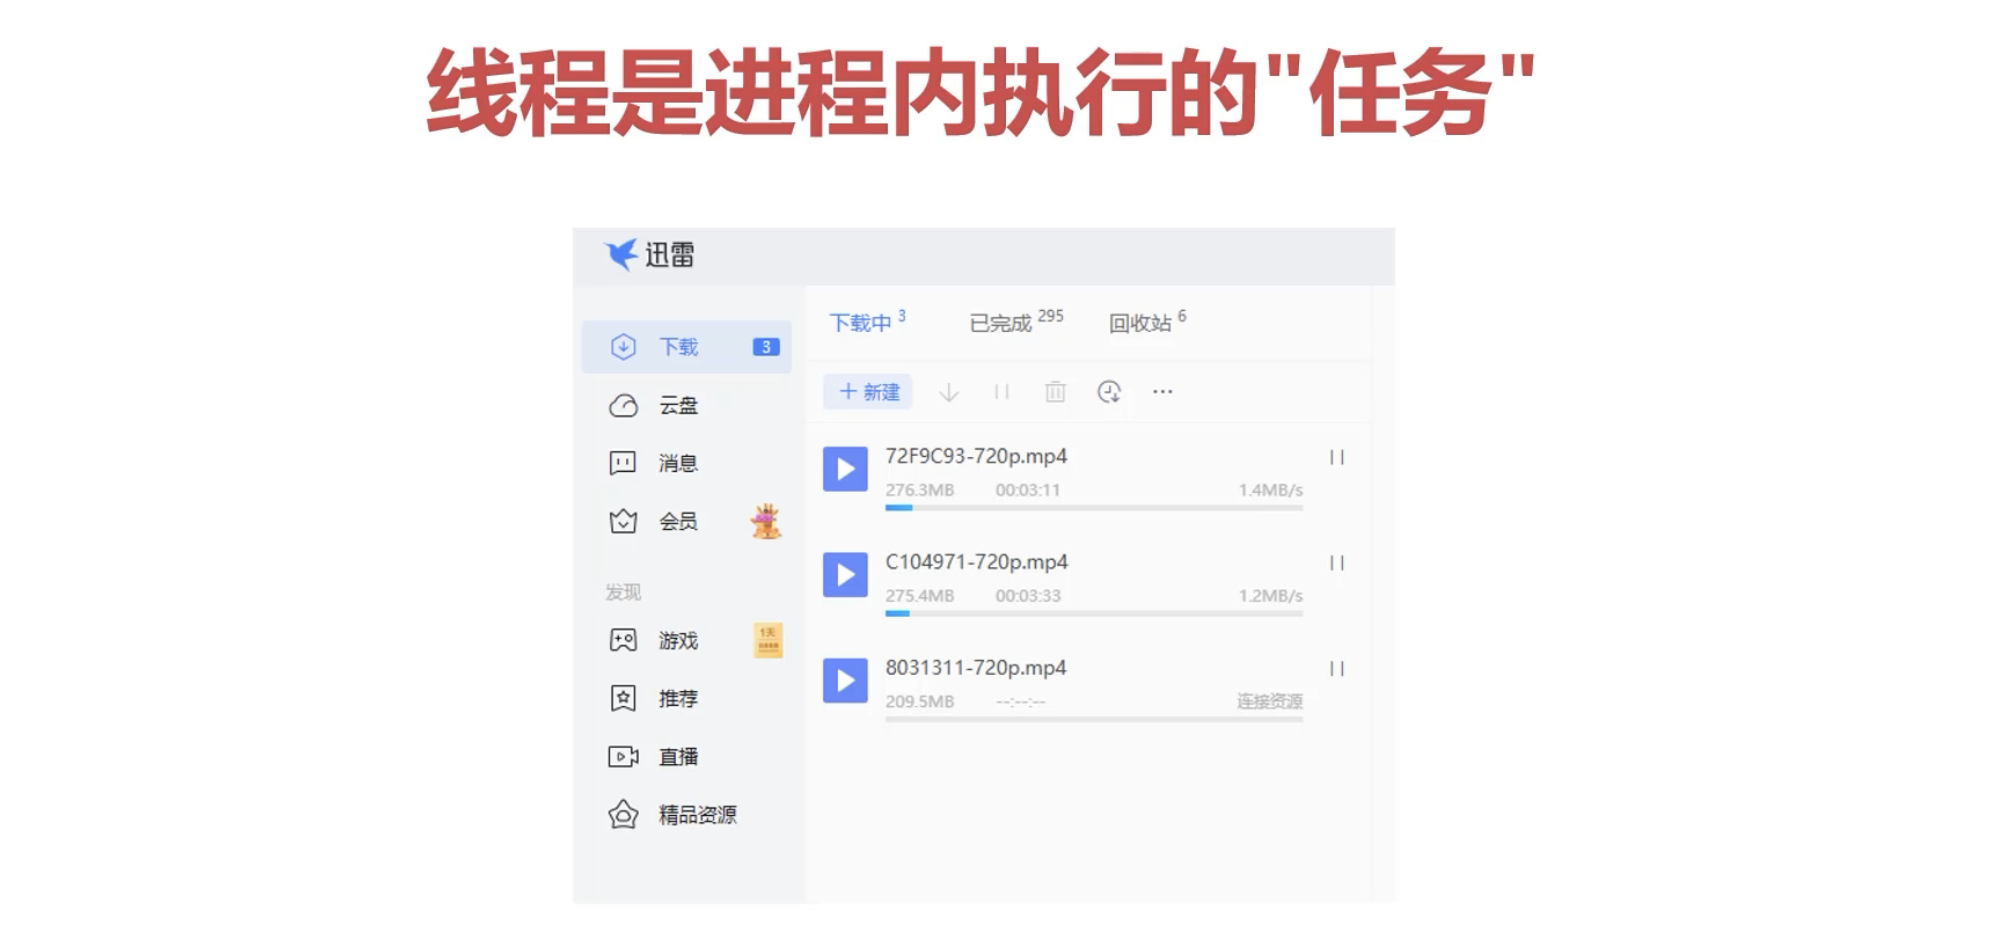 线程是进程内执行的"任务"
迅雷
下载 3
云盘
消息
会员
发现
游戏
1天
推荐
直播
精品资源
下载中 3 已完成 295 回收站 6
+ 新建
72F9C93-720p.mp4
276.3MB 00:03:11 1.4MB/s
C104971-720p.mp4
275.4MB 00:03:33 1.2MB/s
8031311-720p.mp4
209.5MB --:--:-- 连接资源